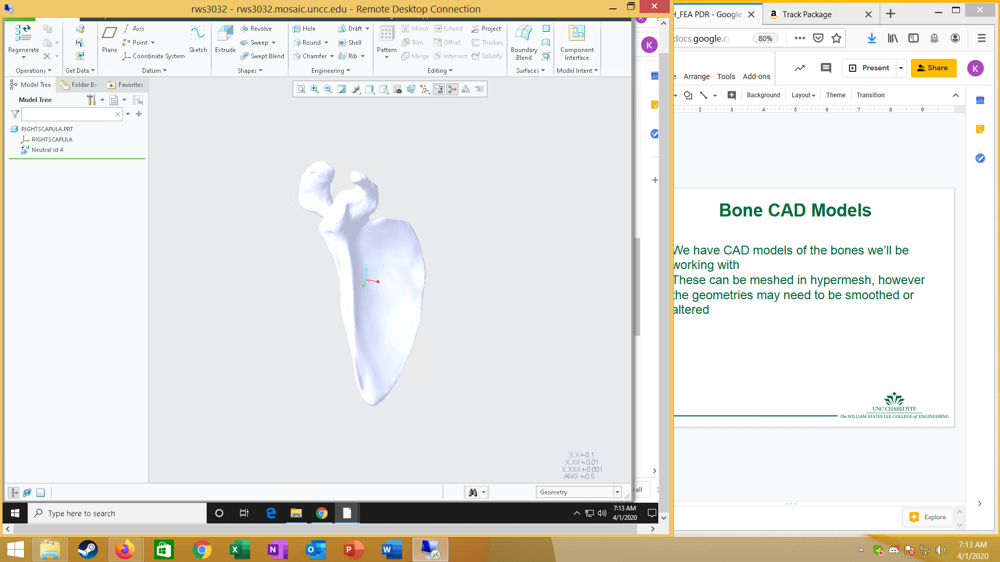 rws3032 - rws3032.mosaic.uncc.edu - Remote Desktop Connection
H_FEA PDR - Google
Track Package
docs.google.co
80%
Regenerate
Operations
Get Data
Plane
Axis
Point
Coordinate System
Sketch
Datum
Extrude
Revolve
Sweep
Swept Blend
Shapes
Hole
Round
Chamfer
Draft
Shell
Rib
Engineering
Pattern
Mirror
Trim
Merge
Extend
Offset
Intersect
Project
Thicken
Solidify
Editing
Boundary
Blend
Surfaces
Component
Interface
Model Intent
K
Arrange
Tools
Add-ons
Present
Share
K
Background
Layout
Theme
Transition
2 3 4 5 6 7 8 9
31
31
Model Tree
Folder Br
Favorites
Model Tree
RIGHTSCAPULA.PRT
RIGHTSCAPULA
Neutral id 4
X.X+-0.1
X.XX+-0.01
X.XXX+-0.001
ANG.+-0.5
Geometry
all
Bone CAD Models
We have CAD models of the bones we'll be
working with
These can be meshed in hypermesh, however
the geometries may need to be smoothed or
altered
UNC CHARLOTTE
The WILLIAM STATES LEE COLLEGE of ENGINEERING
Explore
Type here to search
7:13 AM
4/1/2020
7:13 AM
4/1/2020